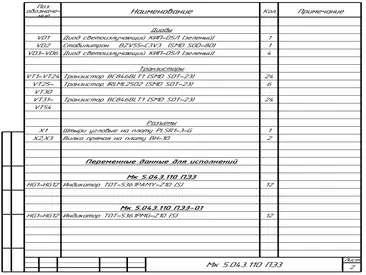 Поз. обозначе-ние Наименование Кол Примечание
Диоды
VD1 Диод светоизлучающий КИП-05Л (зеленый) 1
VD2 Стабилитрон BZV55-C3V3 (SMD SOD-80) 1
VD3-VD6 Диод светоизлучающий КИП-05Л (зеленый) 4
Транзисторы
VT1-VT24 Транзистор BC846BLT1 (SMD SOT-23) 24
VT25- Транзистор IRLML2502 (SMD SOT-23) 6
VT30
VT31- Транзистор BC846BLT1 (SMD SOT-23) 24
VT54
Разъемы
X1 Штыри угловые на плату PLSR1-3-G 1
X2,X3 Вилка прямая на плату BH-10 2
Переменные данные для исполнений
Мк 5.043.110 ПЭ3
HG1-HG12 Индикатор TOT-5361PAMY-Z10 (S) 12
Мк 5.043.110 ПЭ3-01
HG1-HG12 Индикатор TOT-5361PMG-Z10 (S) 12
Мк 5.043.110 ПЭ3
Лист
2